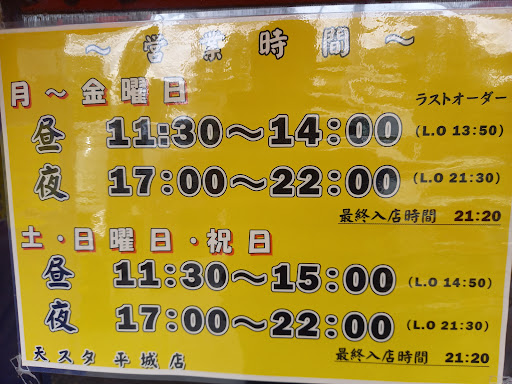 ～営業時間～
月～金曜日 ラストオーダー
昼 11:30～14:00 (L.O 13:50)
夜 17:00～22:00 (L.O 21:30)
最終入店時間 21:20
土・日曜日・祝日
昼 11:30～15:00 (L.O 14:50)
夜 17:00～22:00 (L.O 21:30)
天スタ 平城店 最終入店時間 21:20